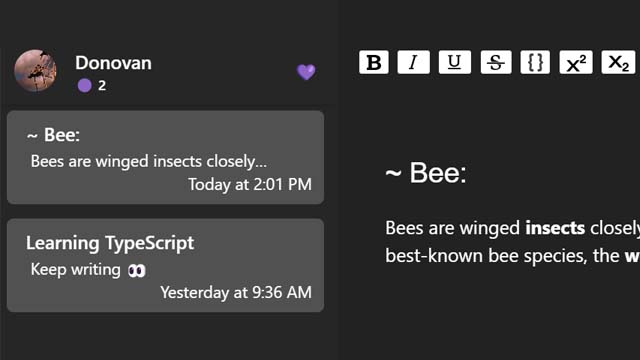 Donovan
2
~ Bee:
Bees are winged insects closely...
Today at 2:01 PM
Learning TypeScript
Keep writing 👀
Yesterday at 9:36 AM
B I U S {} X² X₂
~ Bee:
Bees are winged insects closely
best-known bee species, the